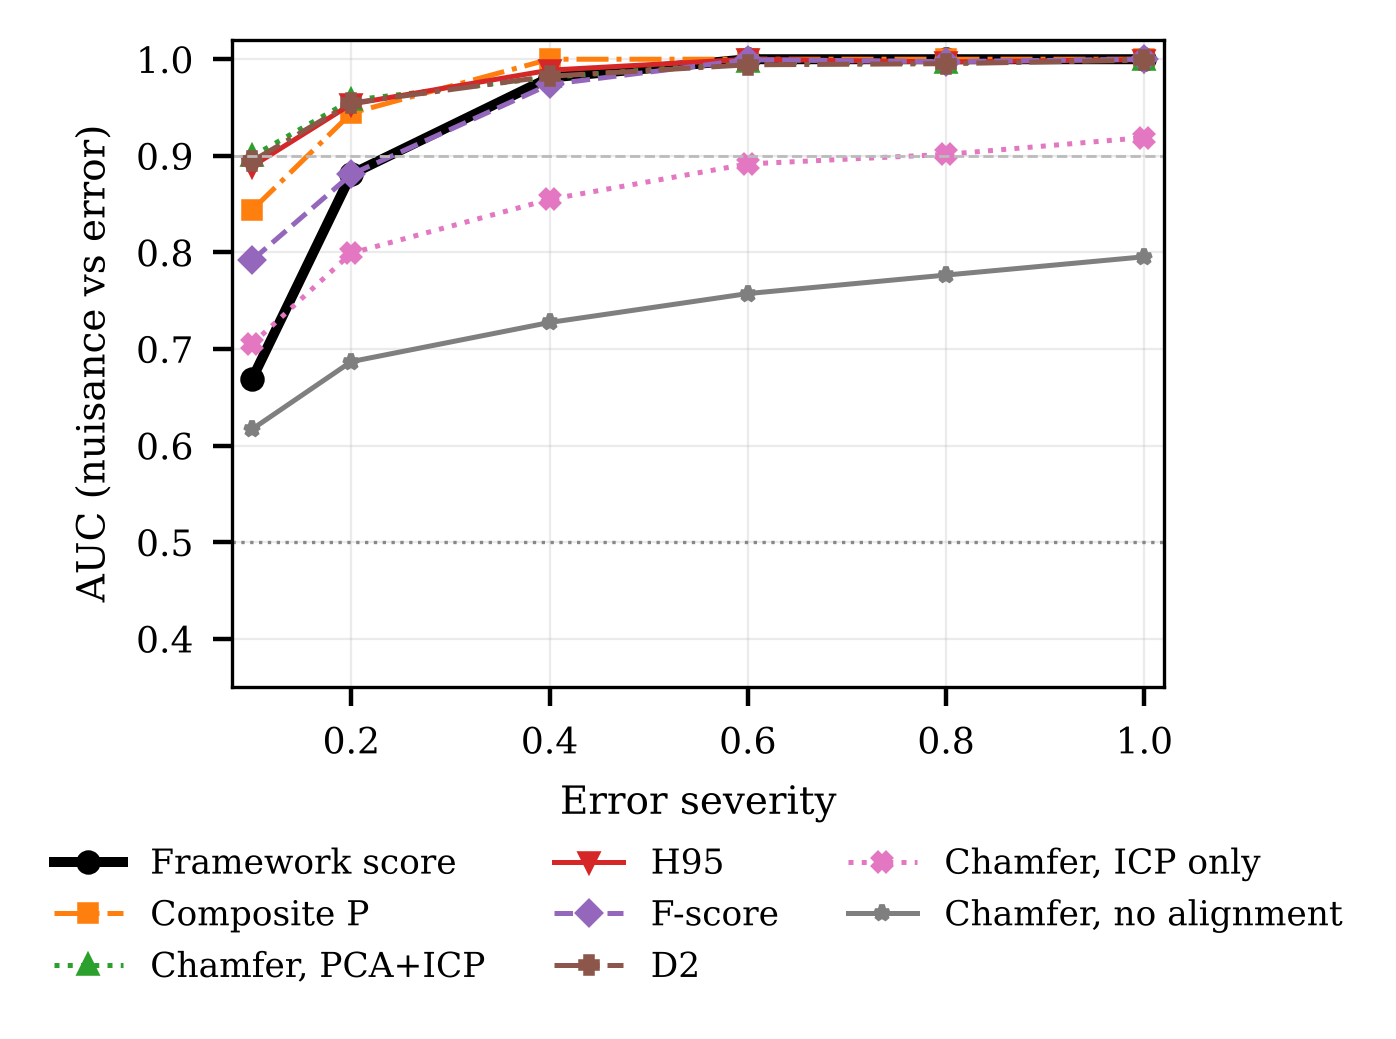 1.0
0.9
0.8
0.7
0.6
0.5
0.4
AUC (nuisance vs error)
0.2 0.4 0.6 0.8 1.0
Error severity
Framework score H95 Chamfer, ICP only
Composite P F-score Chamfer, no alignment
Chamfer, PCA+ICP D2